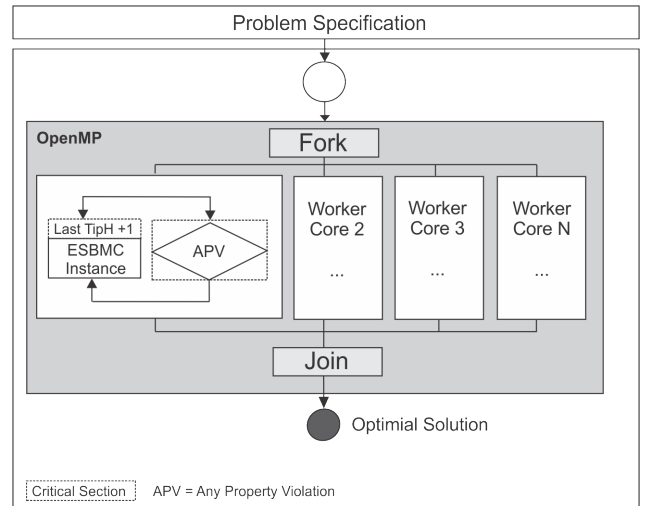 Problem Specification
OpenMP
Fork
Last TipH +1
ESBMC
Instance
APV
Worker
Core 2
...
Worker
Core 3
...
Worker
Core N
...
Join
Optimial Solution
Critical Section
APV = Any Property Violation